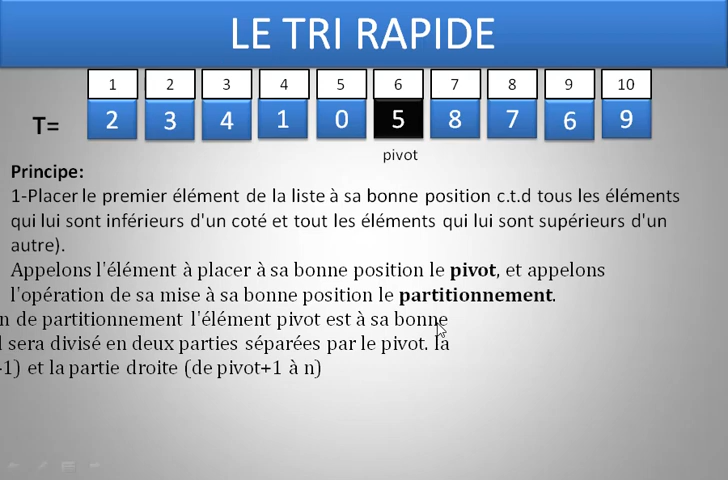 LE TRI RAPIDE
1 2 3 4 5 6 7 8 9 10
T= 2 3 4 1 0 5 8 7 6 9
pivot
Principe:
1-Placer le premier élément de la liste à sa bonne position c.t.d tous les éléments
qui lui sont inférieurs d'un coté et tout les éléments qui lui sont supérieurs d'un
autre).
Appelons l'élément à placer à sa bonne position le pivot, et appelons
l'opération de sa mise à sa bonne position le partitionnement.
n de partitionnement l'élément pivot est à sa bonne
l sera divisé en deux parties séparées par le pivot. la
-1) et la partie droite (de pivot+1 à n)